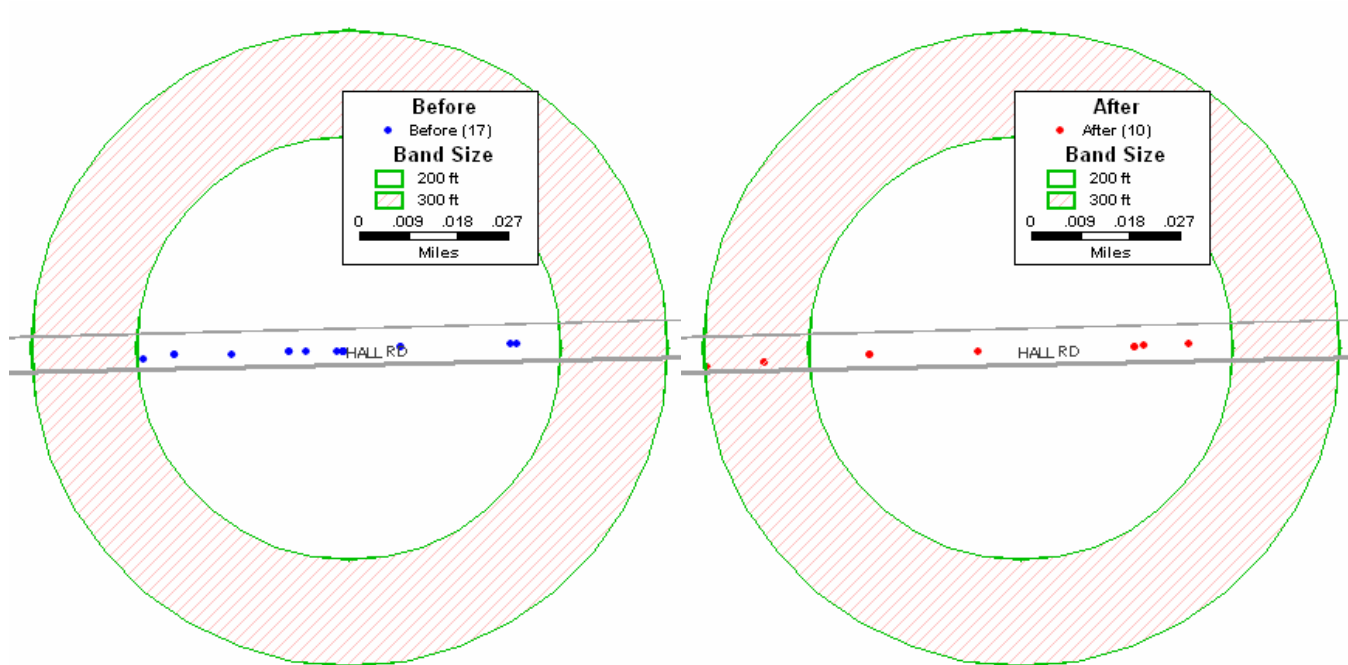 Before
Before (17)
Band Size
200 ft
300 ft
0 .009 .018 .027
Miles
HALL RD
After
After (10)
Band Size
200 ft
300 ft
0 .009 .018 .027
Miles
HALL RD